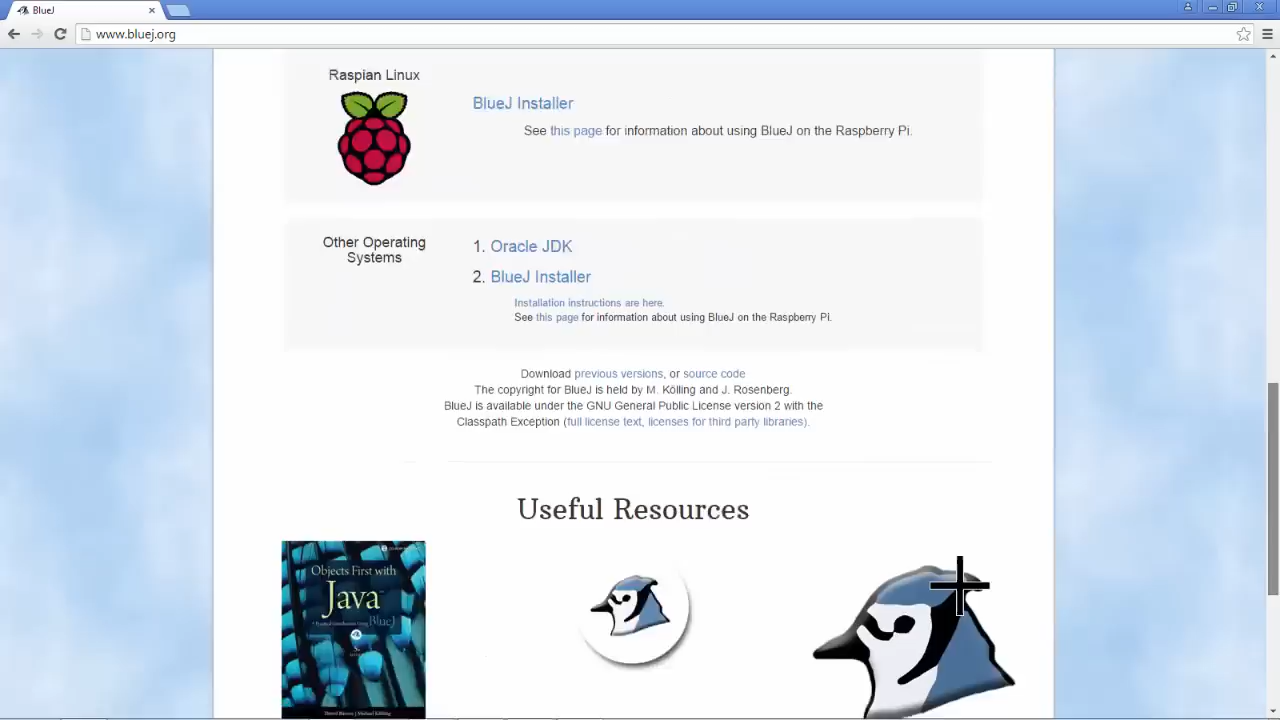 BlueJ
www.bluej.org
Raspian Linux
BlueJ Installer
See this page for information about using BlueJ on the Raspberry Pi.
Other Operating
Systems
1. Oracle JDK
2. BlueJ Installer
Installation instructions are here.
See this page for information about using BlueJ on the Raspberry Pi.
Download previous versions, or source code
The copyright for BlueJ is held by M. Kölling and J. Rosenberg.
BlueJ is available under the GNU General Public License version 2 with the
Classpath Exception (full license text, licenses for third party libraries).
Useful Resources
Objects First with
Java
BlueJ